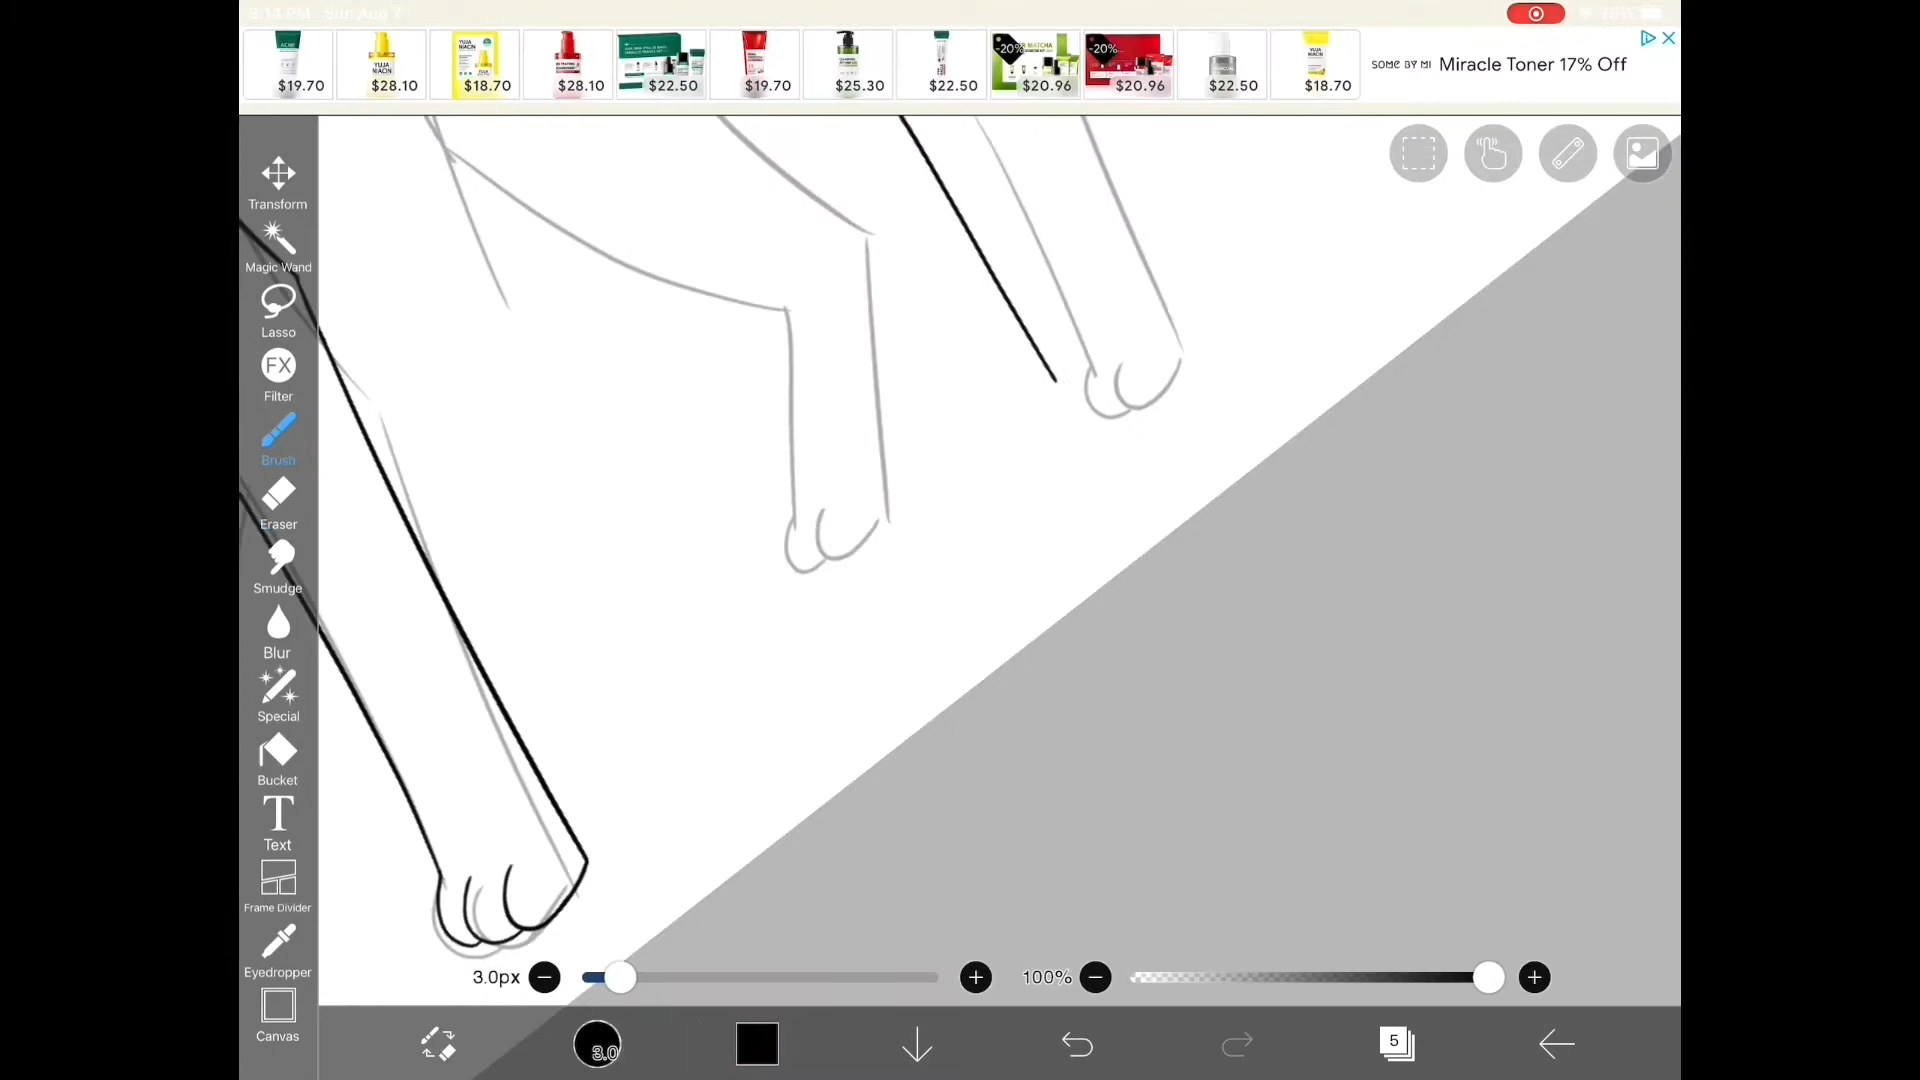 8:14 PM Sun Aug 7
$19.70 $28.10 $18.70 $28.10 $22.50 $19.70 $25.30 $22.50 -20% $20.96 -20% $20.96 $22.50 $18.70
SOME BY MI Miracle Toner 17% Off
Transform
Magic Wand
Lasso
FX
Filter
Brush
Eraser
Smudge
Blur
Special
Bucket
T
Text
Frame Divider
Eyedropper
Canvas
3.0px 100%
3.0 5